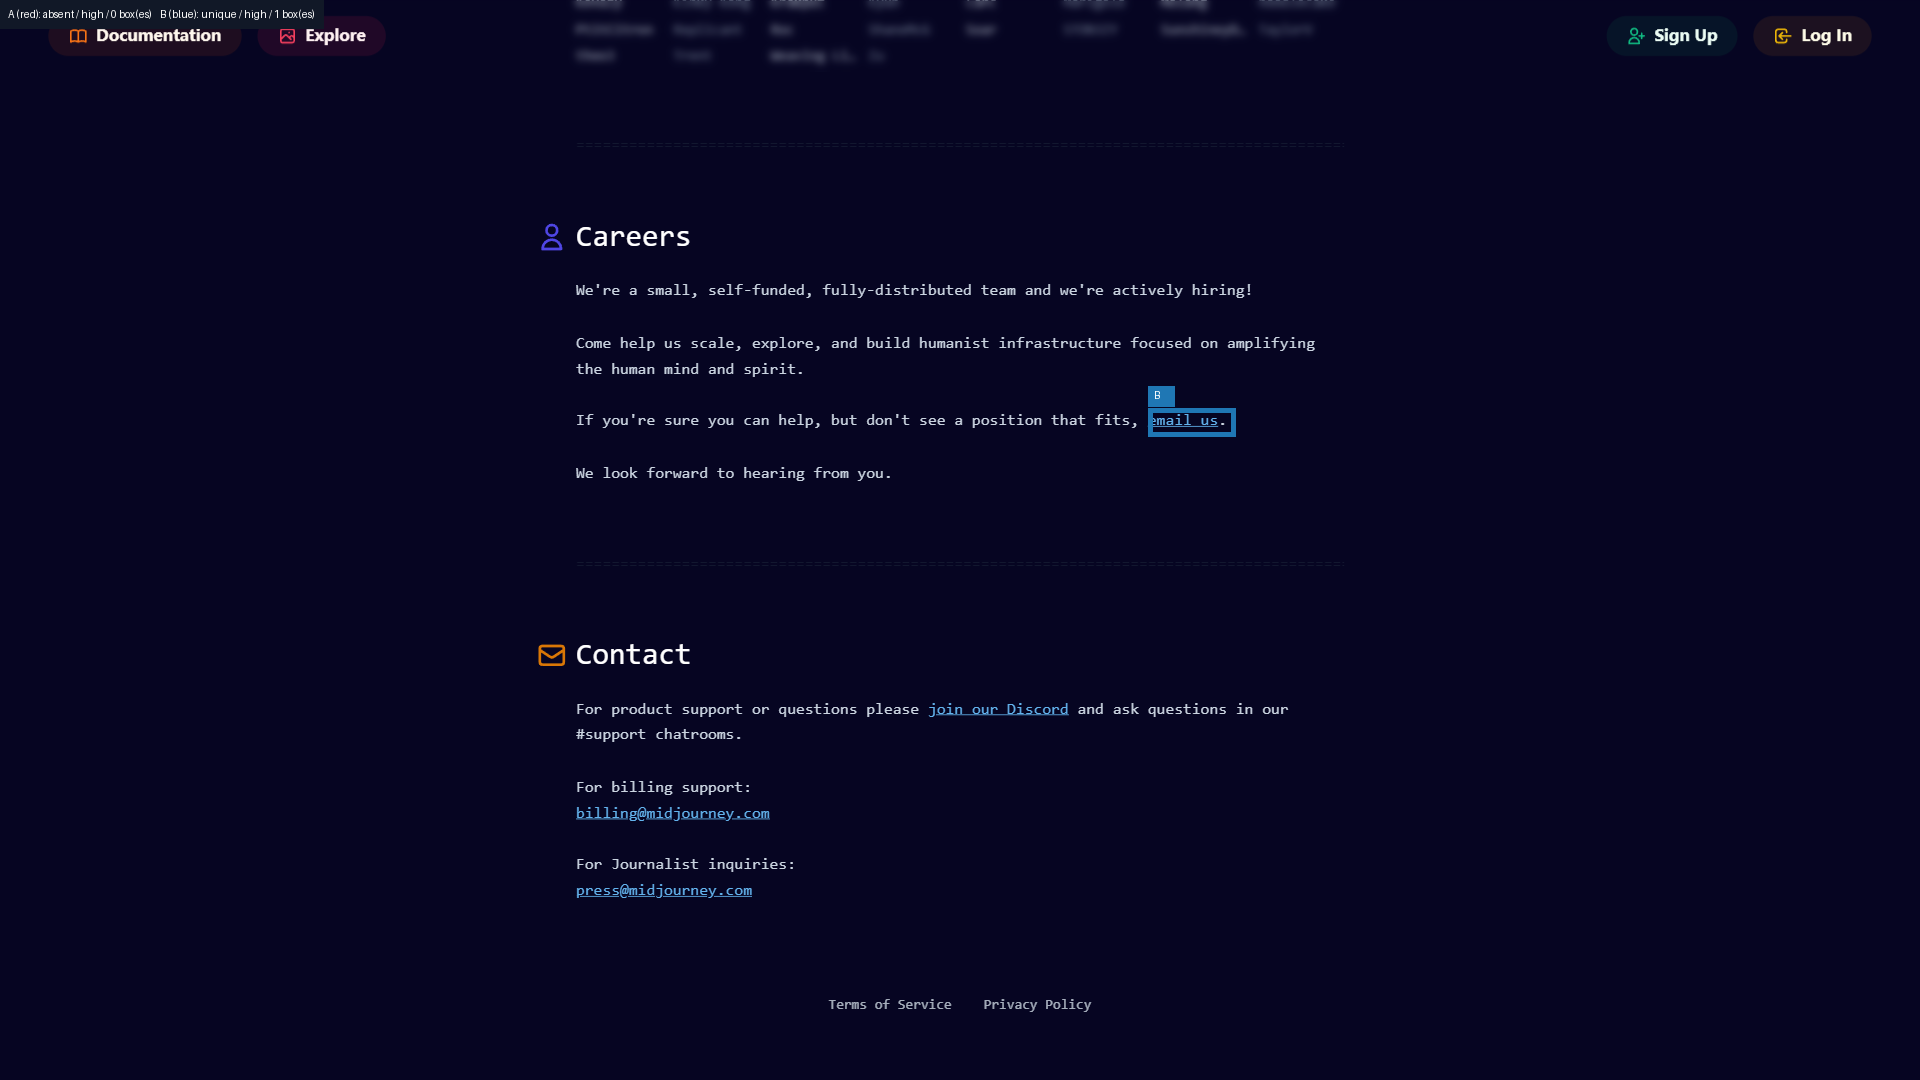 A (red): absent / high / 0 box(es) B (blue): unique / high / 1 box(es)
Documentation
Explore
Sign Up
Log In
Careers
We're a small, self-funded, fully-distributed team and we're actively hiring!
Come help us scale, explore, and build humanist infrastructure focused on amplifying
the human mind and spirit.
B
If you're sure you can help, but don't see a position that fits, email us.
We look forward to hearing from you.
Contact
For product support or questions please join our Discord and ask questions in our
#support chatrooms.
For billing support:
billing@midjourney.com
For Journalist inquiries:
press@midjourney.com
Terms of Service
Privacy Policy